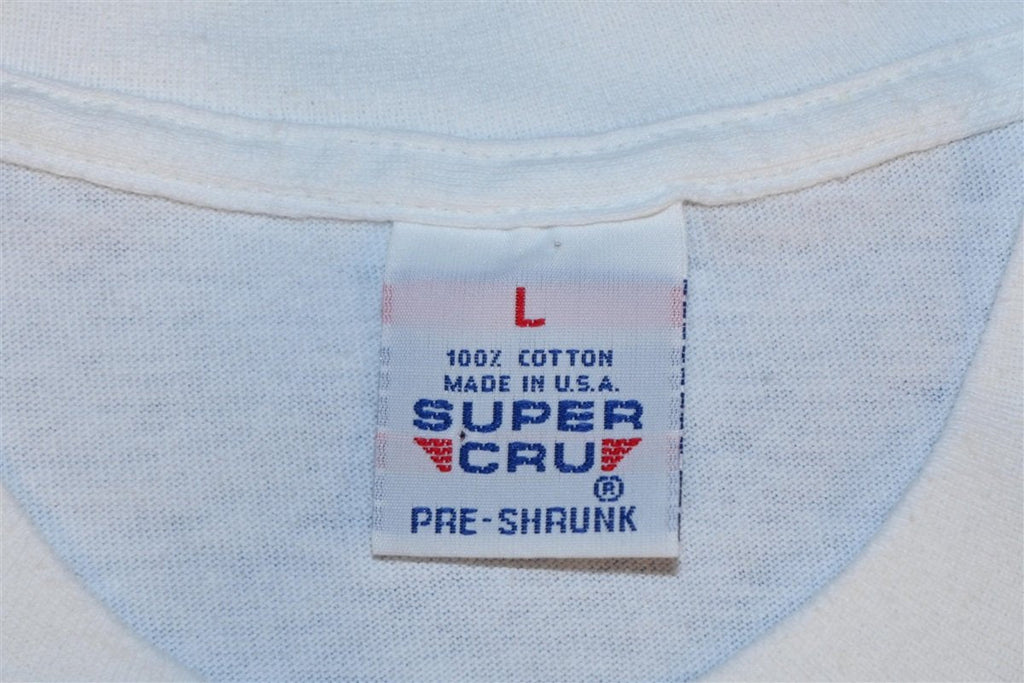 L
100% COTTON
MADE IN U.S.A.
SUPER
CRU
®
PRE-SHRUNK